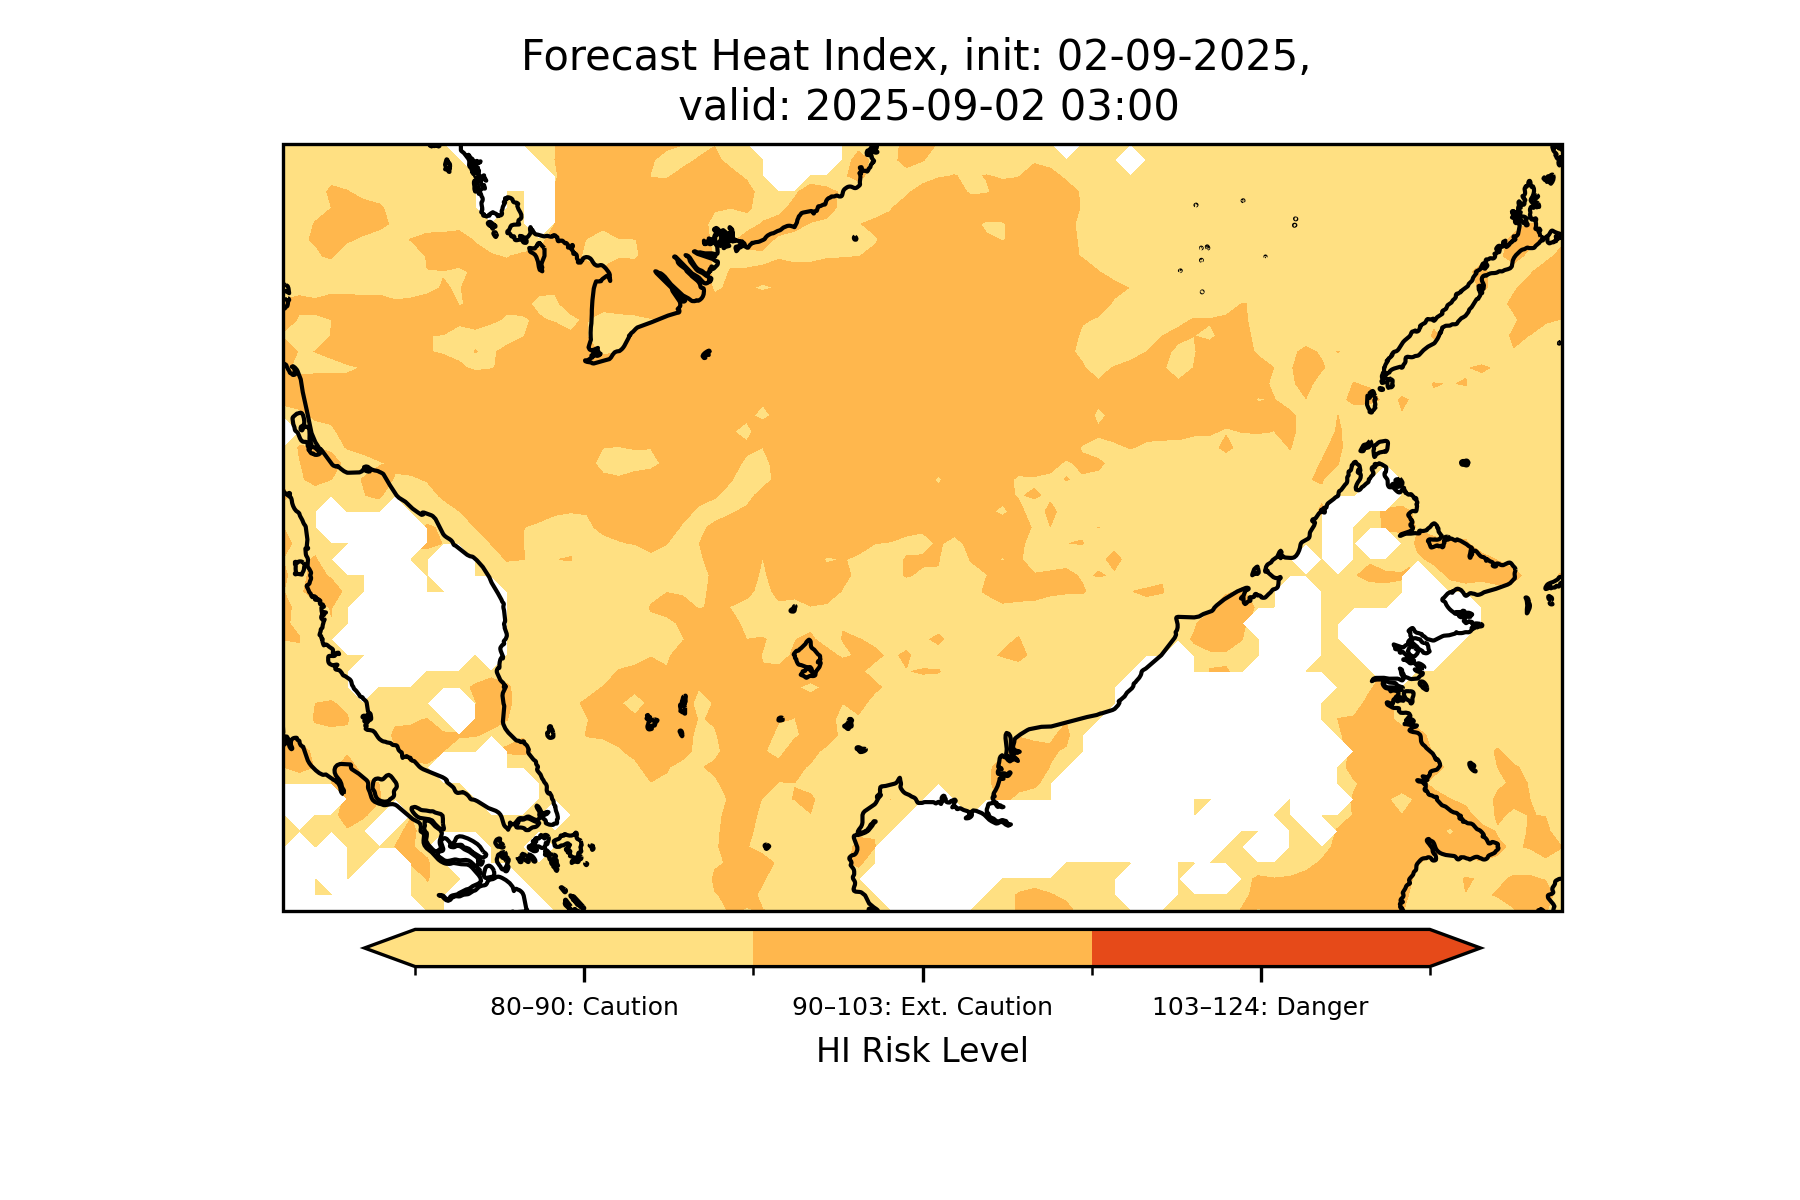 Forecast Heat Index, init: 02-09-2025,
valid: 2025-09-02 03:00
80–90: Caution
90–103: Ext. Caution
103–124: Danger
HI Risk Level